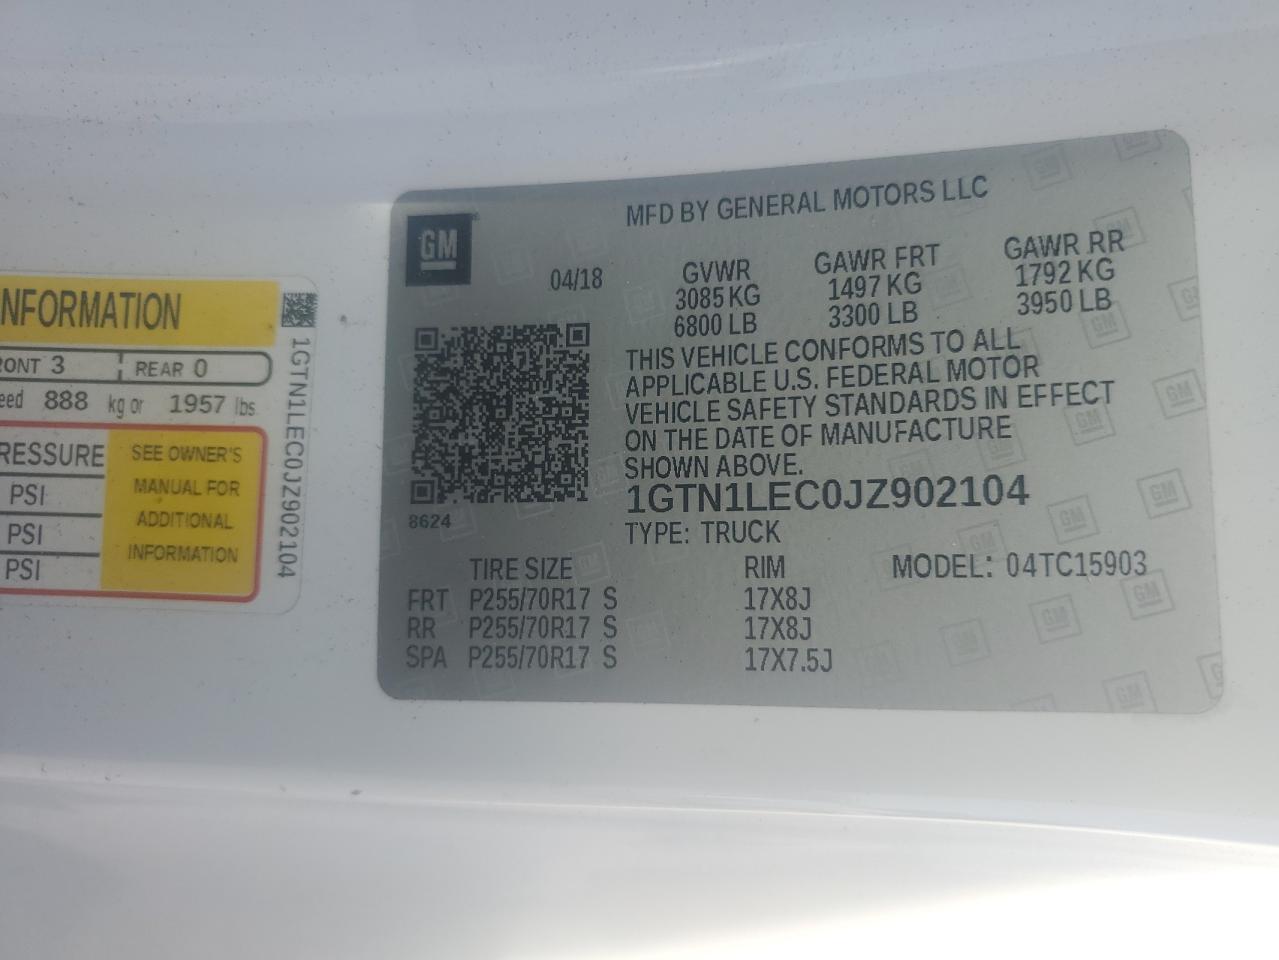 NFORMATION
RONT 3
REAR 0
eed 888 kg or 1957 lbs
RESSURE
PSI
PSI
PSI
SEE OWNER'S
MANUAL FOR
ADDITIONAL
INFORMATION
1GTN1LEC0JZ902104
GM
04/18
8624
MFD BY GENERAL MOTORS LLC
GVWR GAWR FRT GAWR RR
3085 KG 1497 KG 1792 KG
6800 LB 3300 LB 3950 LB
THIS VEHICLE CONFORMS TO ALL
APPLICABLE U.S. FEDERAL MOTOR
VEHICLE SAFETY STANDARDS IN EFFECT
ON THE DATE OF MANUFACTURE
SHOWN ABOVE.
1GTN1LEC0JZ902104
TYPE: TRUCK
TIRE SIZE RIM MODEL: 04TC15903
FRT P255/70R17 S 17X8J
RR P255/70R17 S 17X8J
SPA P255/70R17 S 17X7.5J